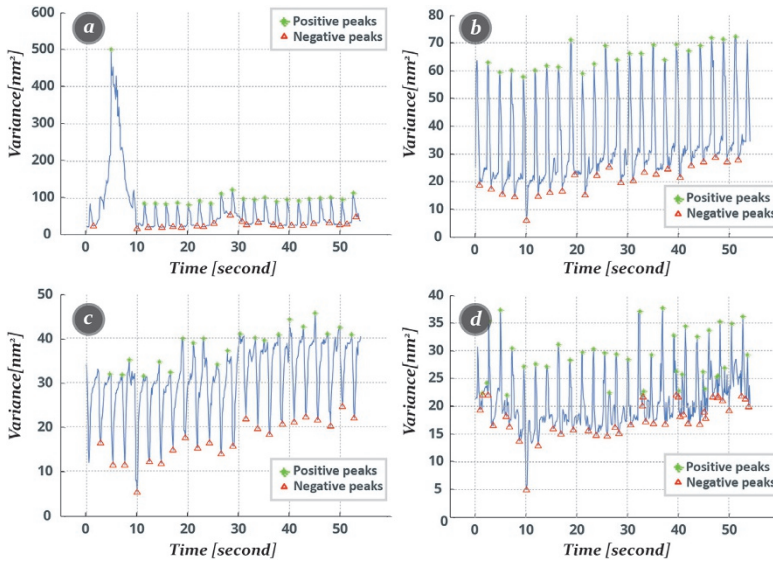 a
Positive peaks
Negative peaks
Variance[nm²]
600
500
400
300
200
100
0
0 10 20 30 40 50
Time [second]
b
Variance[nm²]
80
70
60
50
40
30
20
10
0
Positive peaks
Negative peaks
0 10 20 30 40 50
Time [second]
c
Variance[nm²]
50
40
30
20
10
0
Positive peaks
Negative peaks
0 10 20 30 40 50
Time [second]
d
Variance[nm²]
40
35
30
25
20
15
10
5
0
Positive peaks
Negative peaks
0 10 20 30 40 50
Time [second]